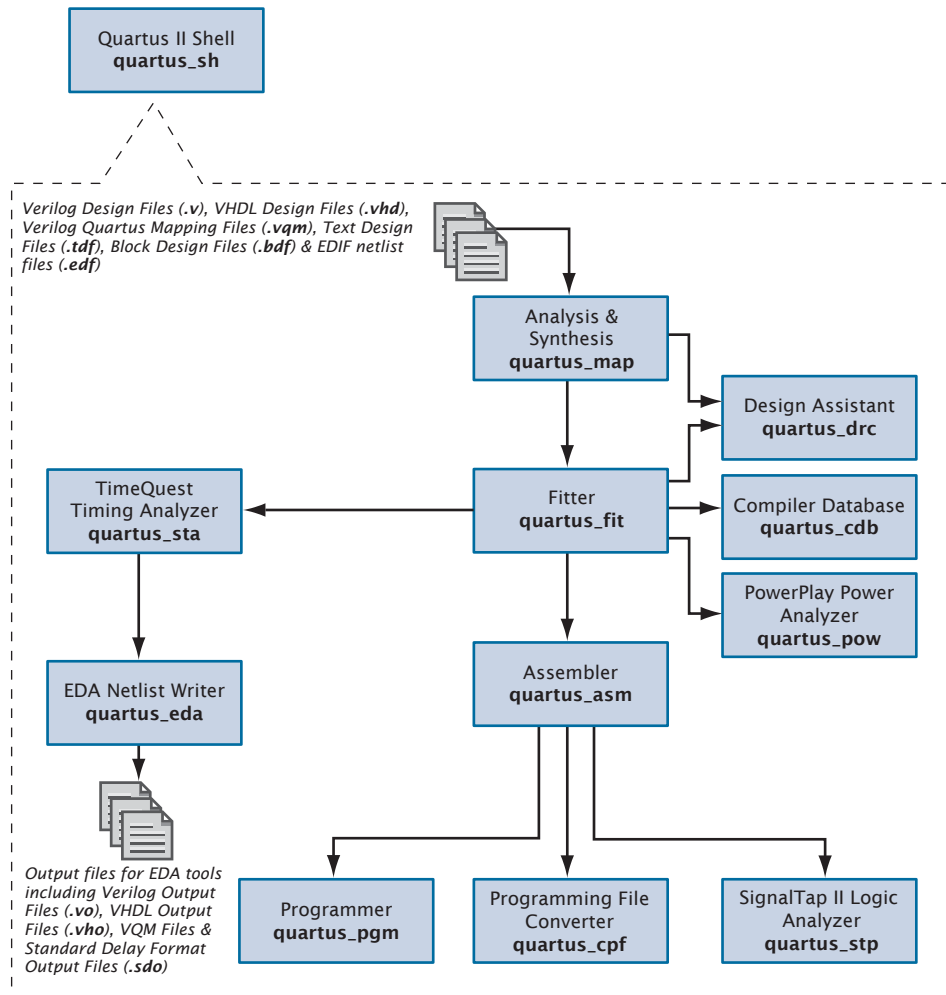 Quartus II Shell
quartus_sh
Verilog Design Files (.v), VHDL Design Files (.vhd),
Verilog Quartus Mapping Files (.vqm), Text Design
Files (.tdf), Block Design Files (.bdf) & EDIF netlist
files (.edf)
Analysis &
Synthesis
quartus_map
Design Assistant
quartus_drc
TimeQuest
Timing Analyzer
quartus_sta
Fitter
quartus_fit
Compiler Database
quartus_cdb
PowerPlay Power
Analyzer
quartus_pow
EDA Netlist Writer
quartus_eda
Assembler
quartus_asm
Output files for EDA tools
including Verilog Output
Files (.vo), VHDL Output
Files (.vho), VQM Files &
Standard Delay Format
Output Files (.sdo)
Programmer
quartus_pgm
Programming File
Converter
quartus_cpf
SignalTap II Logic
Analyzer
quartus_stp